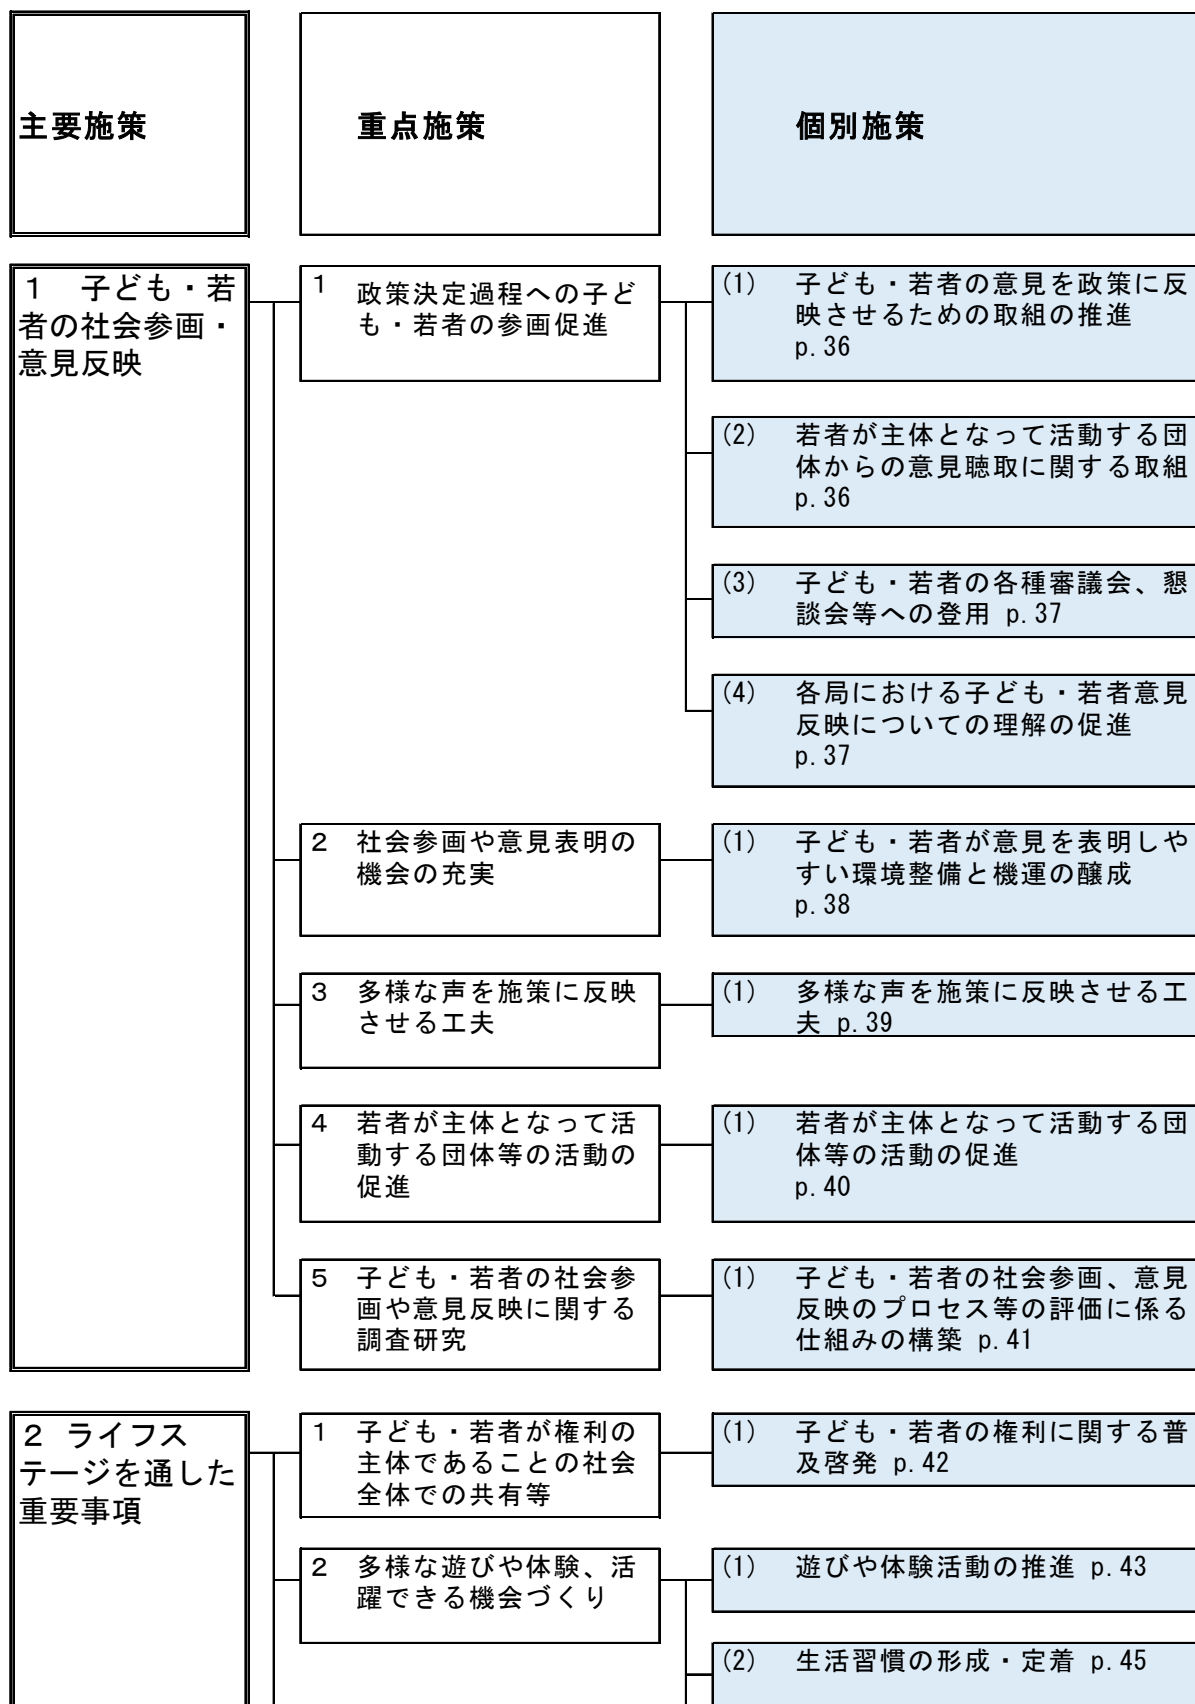 主要施策
重点施策
個別施策
１　子ども・若
者の社会参画・
意見反映
１　政策決定過程への子ど
も・若者の参画促進
(1)　子ども・若者の意見を政策に反
映させるための取組の推進
p.36
(2)　若者が主体となって活動する団
体からの意見聴取に関する取組
p.36
(3)　子ども・若者の各種審議会、懇
談会等への登用 p.37
(4)　各局における子ども・若者意見
反映についての理解の促進
p.37
２　社会参画や意見表明の
機会の充実
(1)　子ども・若者が意見を表明しや
すい環境整備と機運の醸成
p.38
３　多様な声を施策に反映
させる工夫
(1)　多様な声を施策に反映させる工
夫 p.39
４　若者が主体となって活
動する団体等の活動の
促進
(1)　若者が主体となって活動する団
体等の活動の促進
p.40
５　子ども・若者の社会参
画や意見反映に関する
調査研究
(1)　子ども・若者の社会参画、意見
反映のプロセス等の評価に係る
仕組みの構築 p.41
２　ライフス
テージを通した
重要事項
１　子ども・若者が権利の
主体であることの社会
全体での共有等
(1)　子ども・若者の権利に関する普
及啓発 p.42
２　多様な遊びや体験、活
躍できる機会づくり
(1)　遊びや体験活動の推進 p.43
(2)　生活習慣の形成・定着 p.45